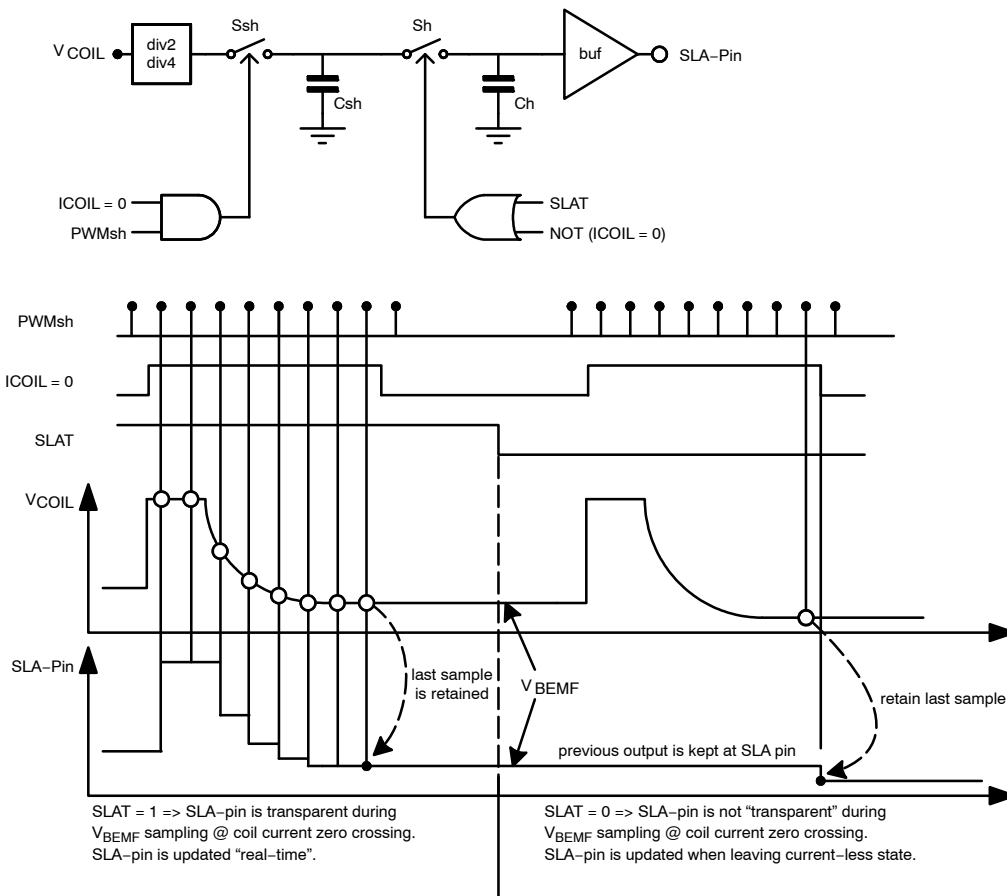 Ssh
Sh
V COIL
div2
div4
buf
SLA−Pin
Csh
Ch
ICOIL = 0
PWMsh
SLAT
NOT (ICOIL = 0)
PWMsh
ICOIL = 0
SLAT
VCOIL
SLA−Pin
last sample
is retained
VBEMF
retain last sample
previous output is kept at SLA pin
SLAT = 1 => SLA−pin is transparent during
VBEMF sampling @ coil current zero crossing.
SLA−pin is updated “real−time”.
SLAT = 0 => SLA−pin is not “transparent” during
VBEMF sampling @ coil current zero crossing.
SLA−pin is updated when leaving current−less state.